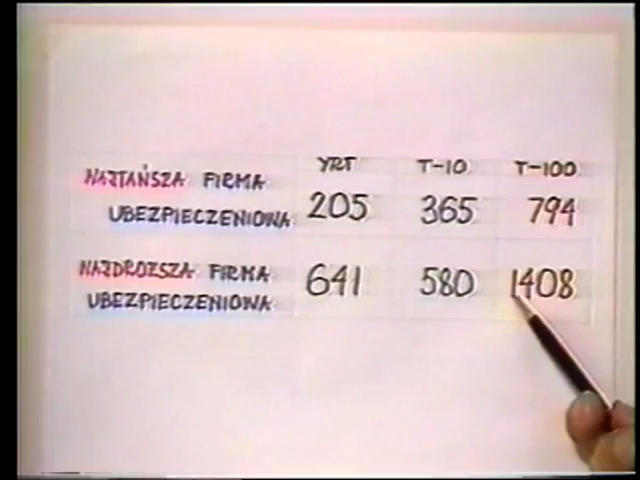 YRT T-10 T-100
NAJTAŃSZA FIRMA
UBEZPIECZENIOWA 205 365 794
NAJDROŻSZA FIRMA 641 580 1408
UBEZPIECZENIOWA